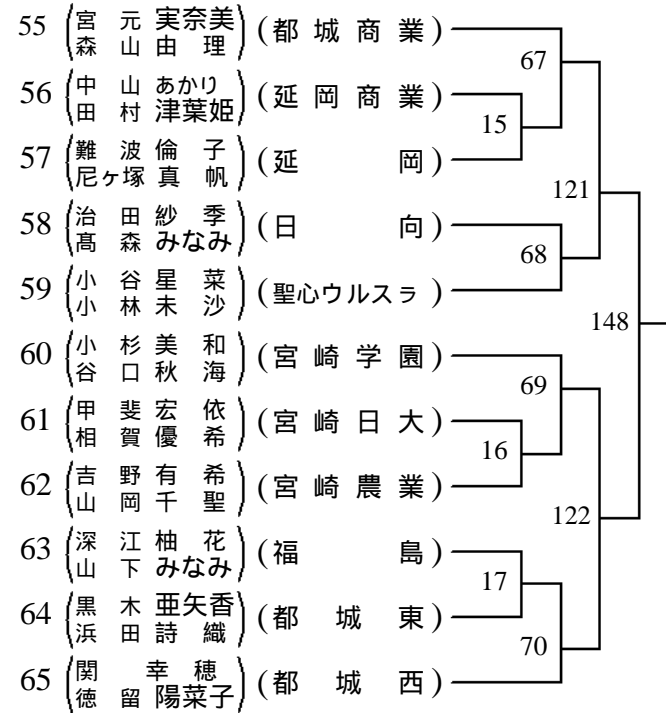 55 (宮 元 実奈美 (都 城 商 業)
森 山 由 理)
67
56 (中 山 あかり (延 岡 商 業)
田 村 津葉姫)
15
57 (難 波 倫 子 (延 岡)
尼ヶ塚 真 帆)
121
58 (治 田 紗 季 (日 向)
髙 森 みなみ)
68
59 (小 谷 星 菜 (聖心ウルスラ)
小 林 未 沙)
148
60 (小 杉 美 和 (宮 崎 学 園)
谷 口 秋 海)
69
61 (甲 斐 宏 依 (宮 崎 日 大)
相 賀 優 希)
16
62 (吉 野 有 希 (宮 崎 農 業)
山 岡 千 聖)
122
63 (深 江 柚 花 (福 島)
山 下 みなみ)
17
64 (黒 木 亜矢香 (都 城 東)
浜 田 詩 織)
70
65 (関 幸 穂 (都 城 西)
徳 留 陽菜子)